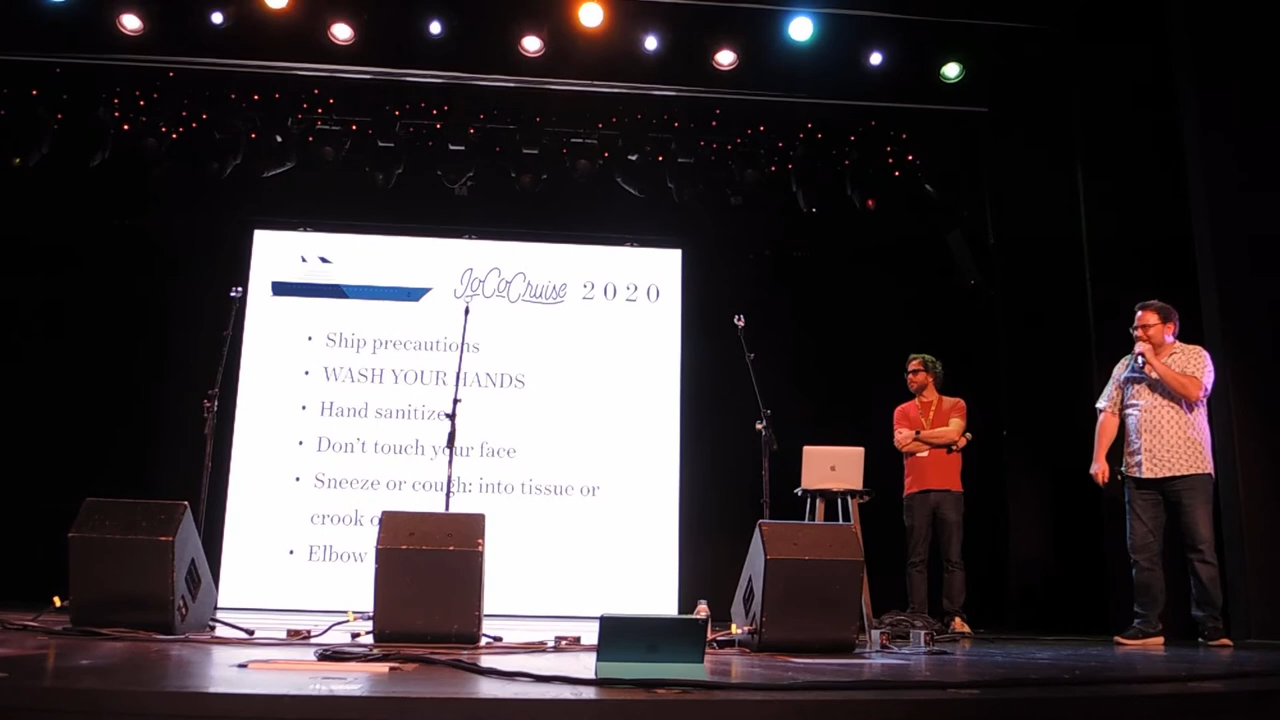 JoCoCruise 2020
• Ship precautions
• WASH YOUR HANDS
• Hand sanitize
• Don't touch your face
• Sneeze or cough: into tissue or
crook
• Elbow